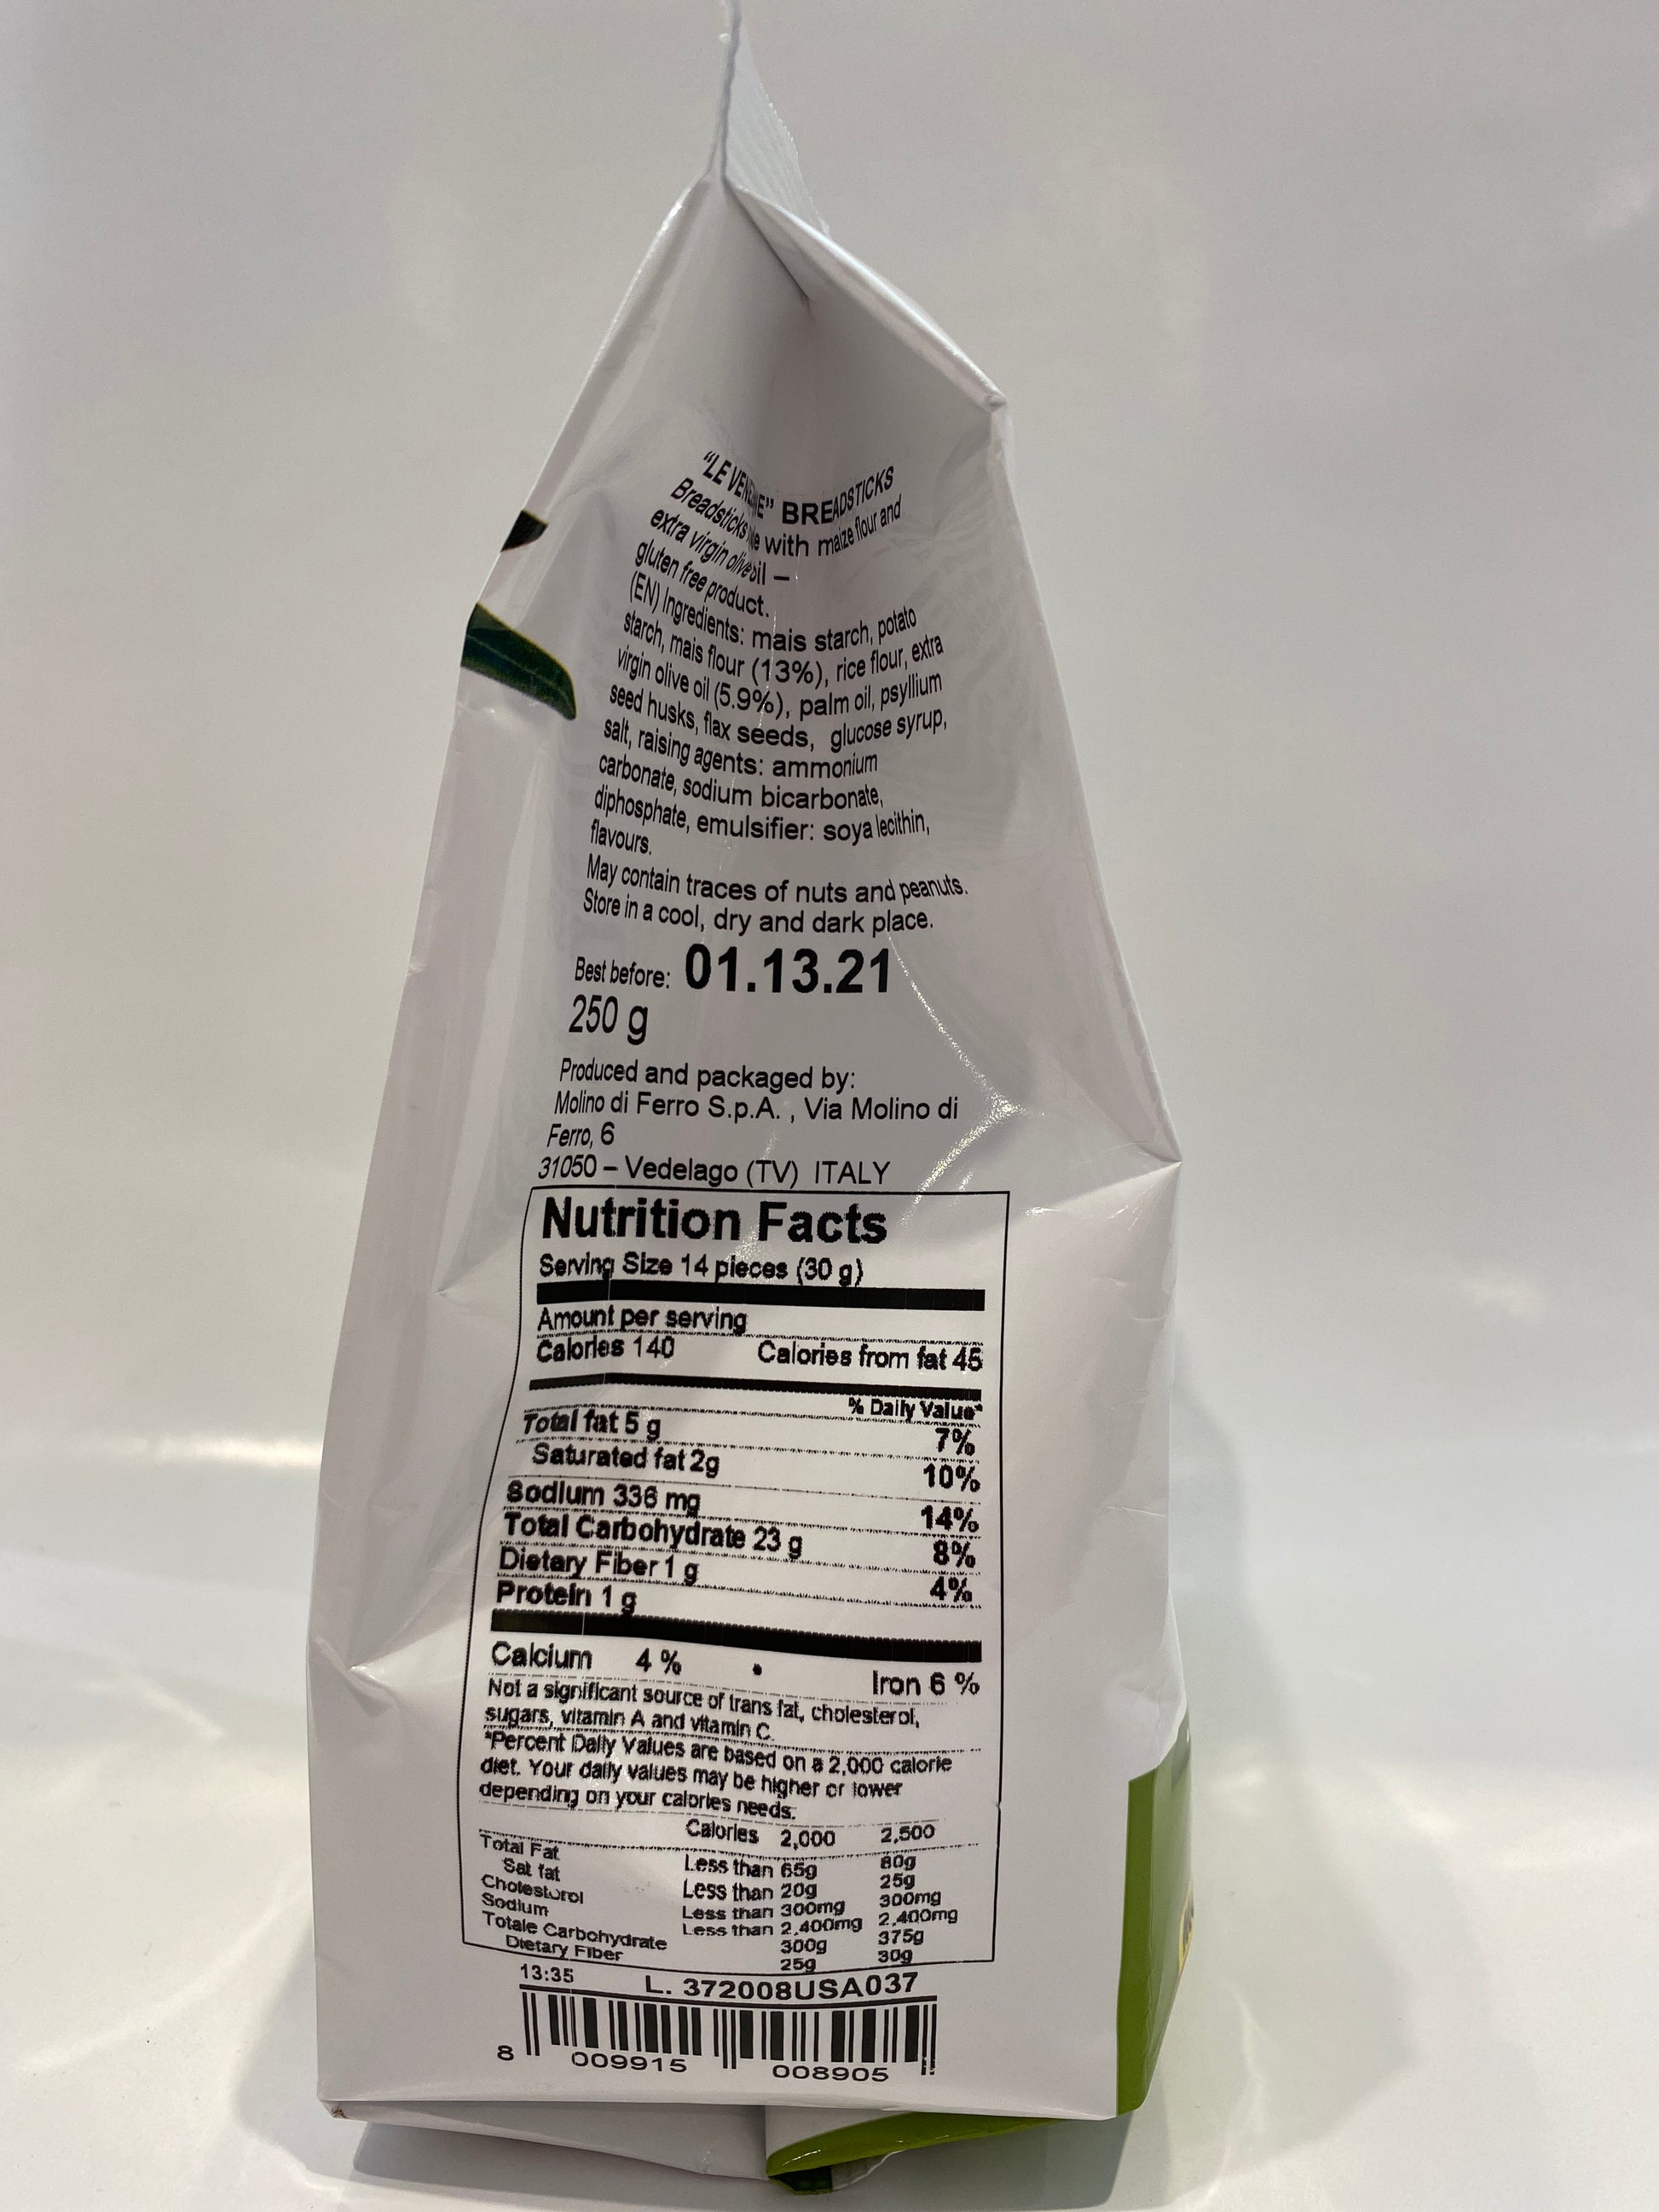 "LE VENEZIANE" BREADSTICKS
Breadsticks with maize flour and
extra virgin olive oil –
gluten free product.
(EN) Ingredients: mais starch, potato
starch, mais flour (13%), rice flour, extra
virgin olive oil (5.9%), palm oil, psyllium
seed husks, flax seeds, glucose syrup,
salt, raising agents: ammonium
carbonate, sodium bicarbonate,
diphosphate, emulsifier: soya lecithin,
flavours.
May contain traces of nuts and peanuts.
Store in a cool, dry and dark place.
Best before: 01.13.21
250 g
Produced and packaged by:
Molino di Ferro S.p.A. , Via Molino di
Ferro, 6
31050 – Vedelago (TV) ITALY
Nutrition Facts
Serving Size 14 pieces (30 g)
Amount per serving
Calories 140 Calories from fat 45
% Daily Value*
Total fat 5 g 7%
Saturated fat 2g 10%
Sodium 336 mg 14%
Total Carbohydrate 23 g 8%
Dietary Fiber 1 g 4%
Protein 1 g
Calcium 4 % • Iron 6 %
Not a significant source of trans fat, cholesterol,
sugars, vitamin A and vitamin C.
*Percent Daily Values are based on a 2,000 calorie
diet. Your daily values may be higher or lower
depending on your calories needs:
Calories 2,000 2,500
Total Fat Less than 65g 80g
Sat fat Less than 20g 25g
Cholesterol Less than 300mg 300mg
Sodium Less than 2,400mg 2,400mg
Totale Carbohydrate 300g 375g
Dietary Fiber 25g 30g
13:35 L. 372008USA037
8 009915 008905